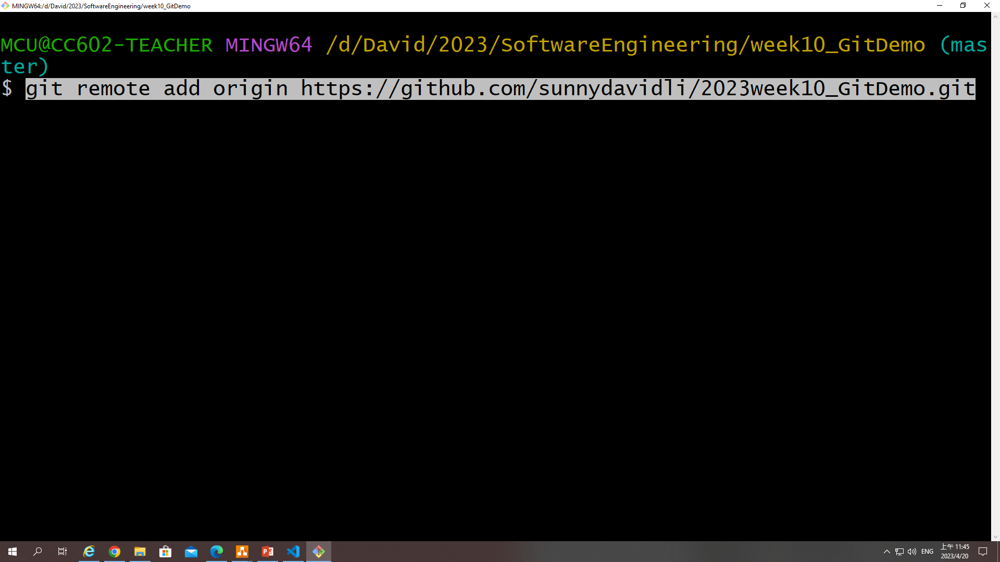 MINGW64:/d/David/2023/SoftwareEngineering/week10_GitDemo
MCU@CC602-TEACHER MINGW64 /d/David/2023/SoftwareEngineering/week10_GitDemo (mas
ter)
$ git remote add origin https://github.com/sunnydavidli/2023week10_GitDemo.git
ENG
上午 11:45
2023/4/20